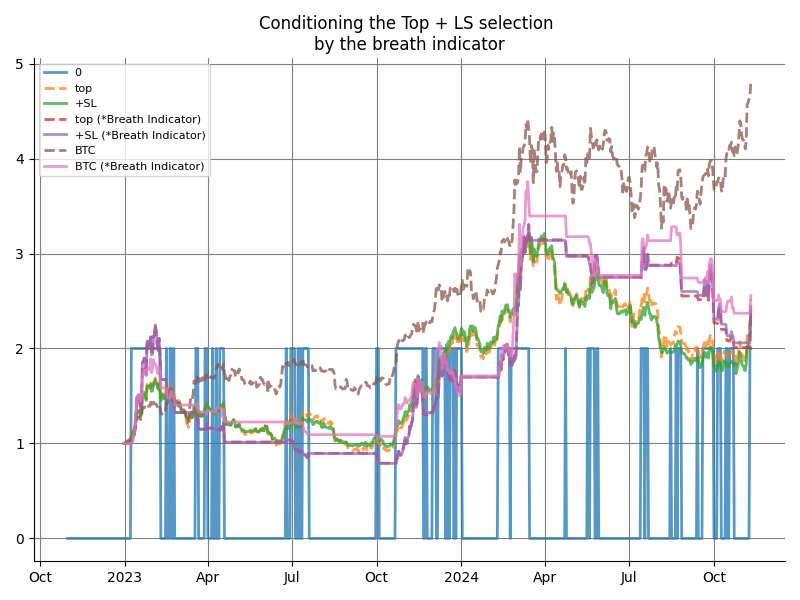 Conditioning the Top + LS selection
by the breath indicator
5
4
3
2
1
0
0
top
+SL
top (*Breath Indicator)
+SL (*Breath Indicator)
BTC
BTC (*Breath Indicator)
Oct
2023
Apr
Jul
Oct
2024
Apr
Jul
Oct